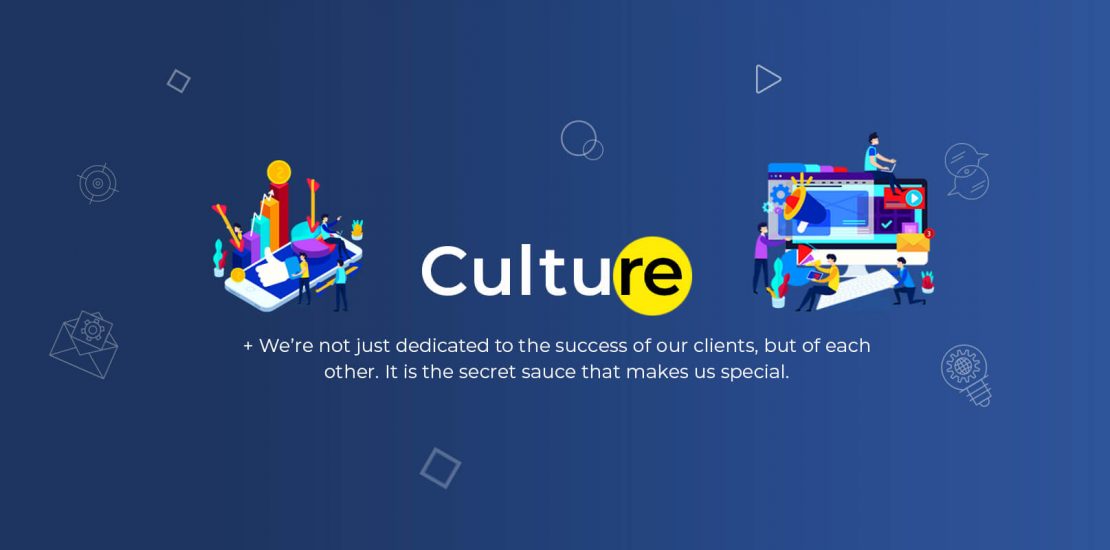 Culture
+ We’re not just dedicated to the success of our clients, but of each
other. It is the secret sauce that makes us special.
3